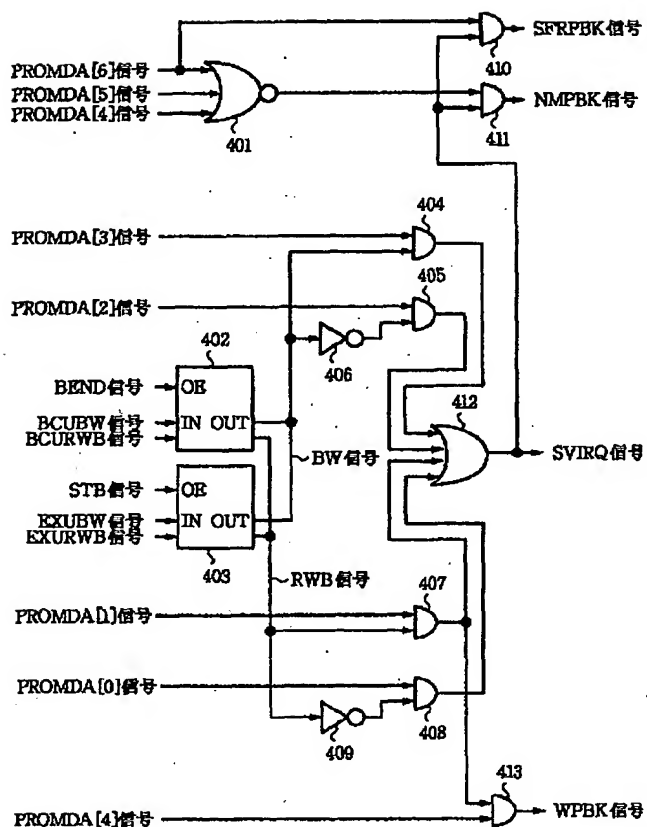 SFRPBK信号
410
PROMDA[6]信号
PROMDA[5]信号
NMPBK信号
PROMDA[4]信号
401
411
404
PROMDA[3]信号
405
PROMDA[2]信号
402
406
BEND信号
OE
412
BCUBW信号
IN OUT
BCURWB信号
BW信号
SVIRQ信号
STB信号
OE
EXUBW信号
IN OUT
EXURWB信号
403
RWB信号
407
PROMDA[1]信号
PROMDA[0]信号
408
409
413
WPBK信号
PROMDA[4]信号